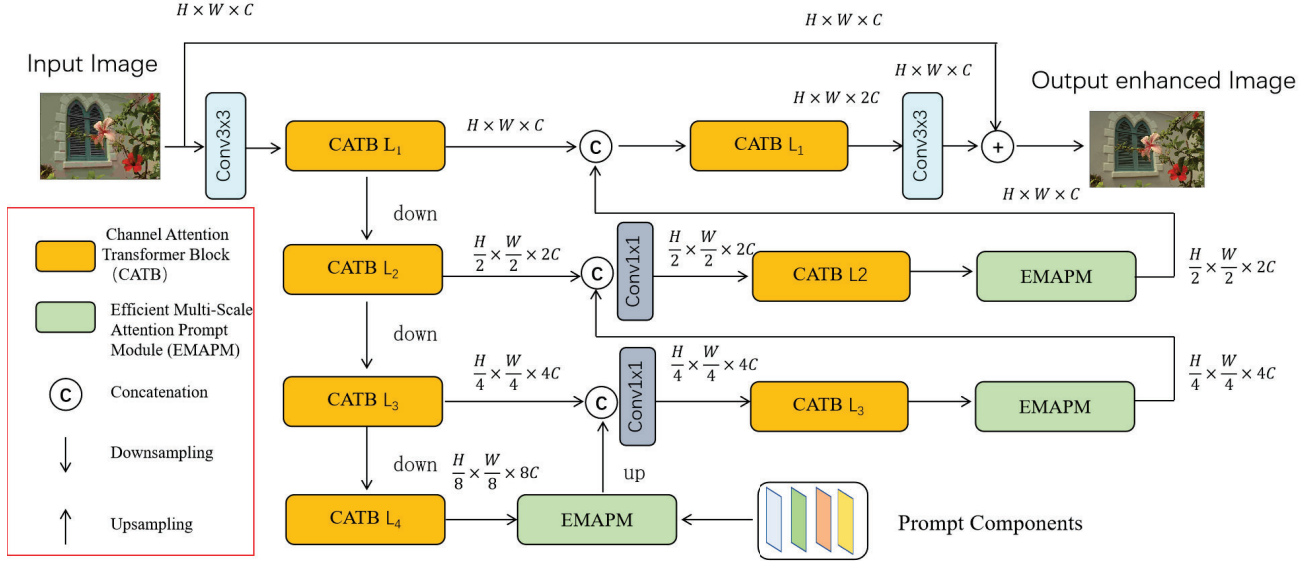 H × W × C
H × W × C
Input Image
H × W × C
Output enhanced Image
H × W × 2C
Conv3x3
CATB L₁
H × W × C
C
CATB L₁
Conv3x3
+
H × W × C
down
Channel Attention
Transformer Block
(CATB)
CATB L₂
H/2 × W/2 × 2C
C
Conv1x1
H/2 × W/2 × 2C
CATB L2
EMAPM
H/2 × W/2 × 2C
Efficient Multi-Scale
Attention Prompt
Module (EMAPM)
down
C
Concatenation
CATB L₃
H/4 × W/4 × 4C
C
Conv1x1
H/4 × W/4 × 4C
CATB L₃
EMAPM
H/4 × W/4 × 4C
Downsampling
down
H/8 × W/8 × 8C
up
Upsampling
CATB L₄
EMAPM
Prompt Components